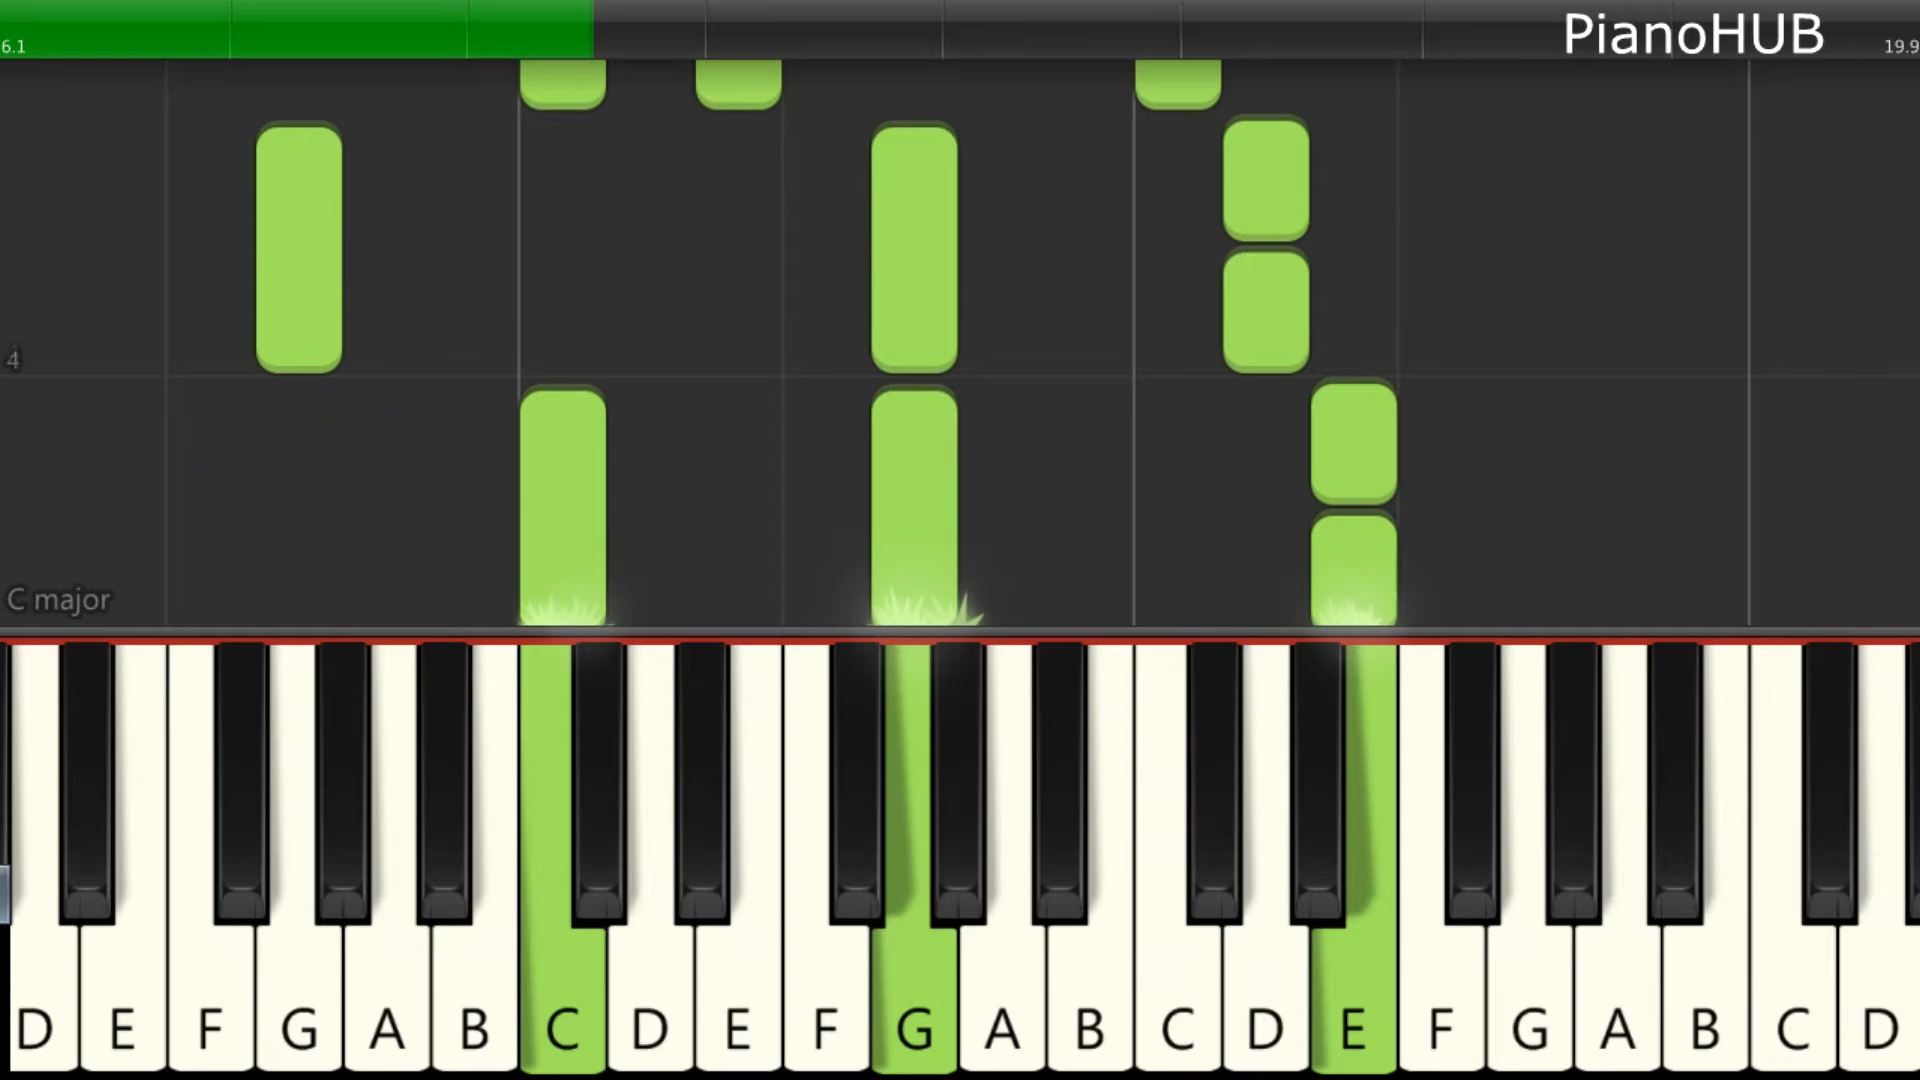 PianoHUB
6.1
19.9
4
C major
D E F G A B C D E F G A B C D E F G A B C D